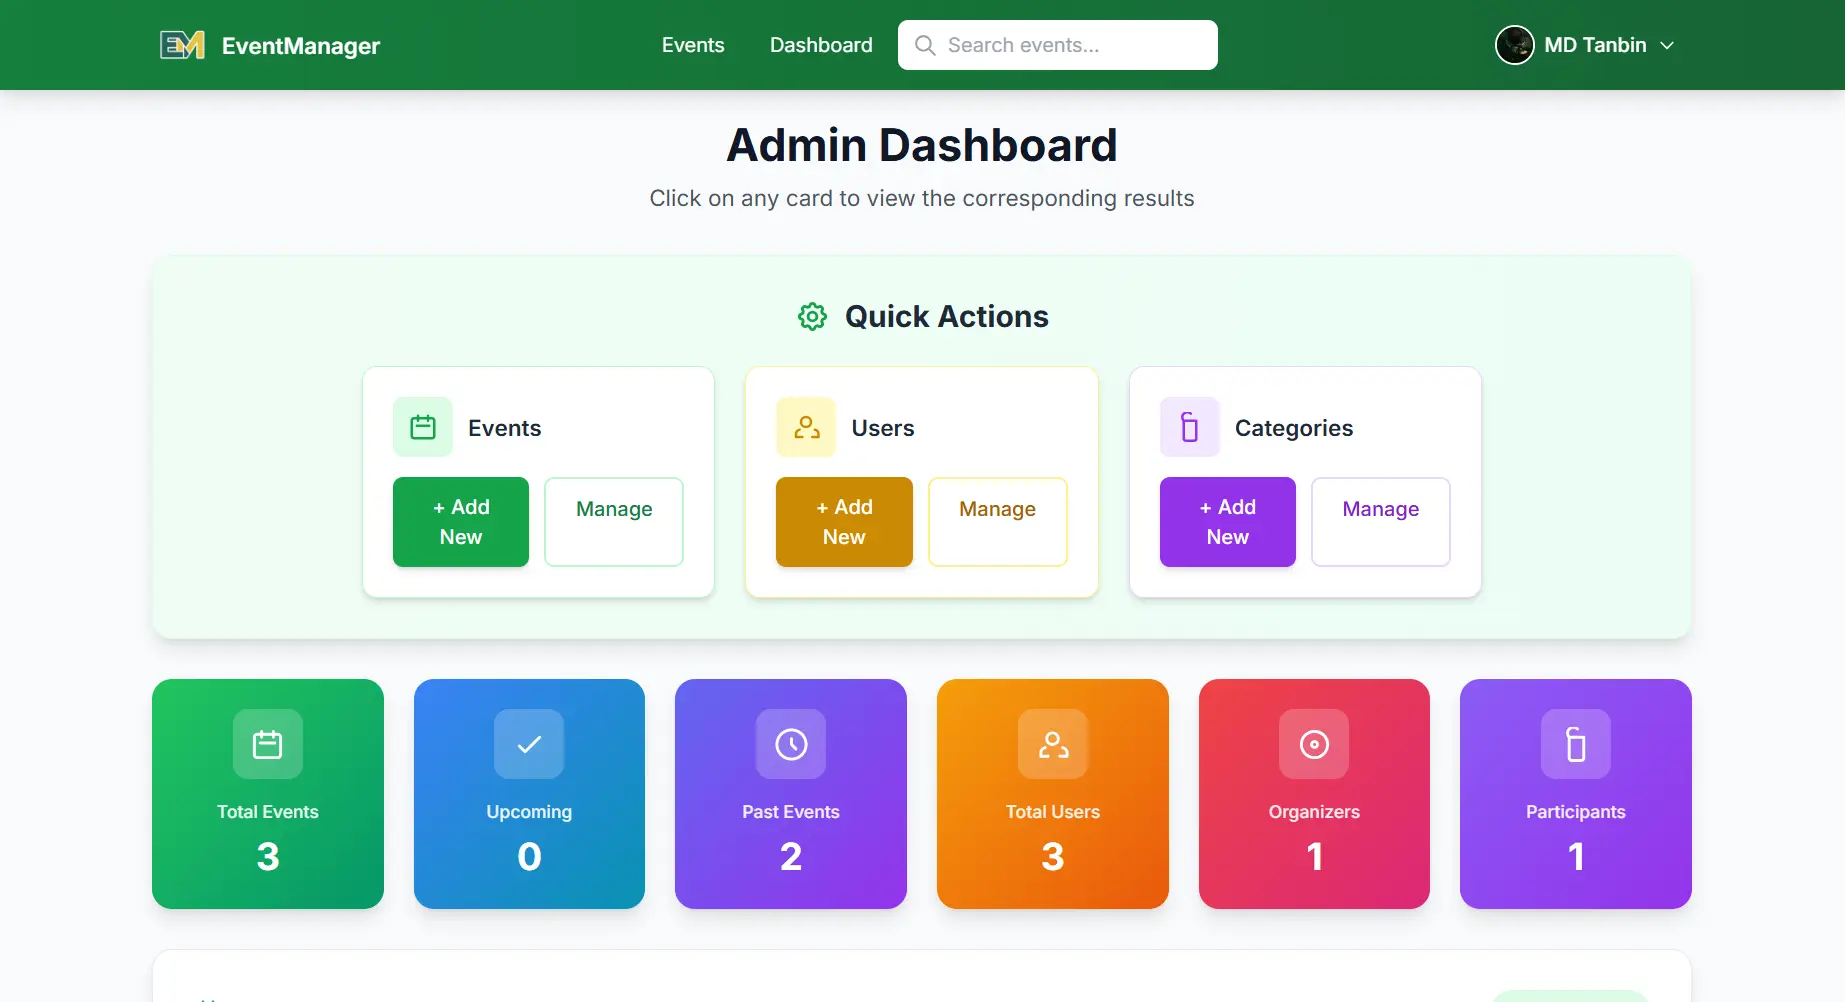 EM EventManager
Events
Dashboard
Search events...
MD Tanbin
Admin Dashboard
Click on any card to view the corresponding results
Quick Actions
Events
+ Add
New
Manage
Users
+ Add
New
Manage
Categories
+ Add
New
Manage
Total Events
3
Upcoming
0
Past Events
2
Total Users
3
Organizers
1
Participants
1